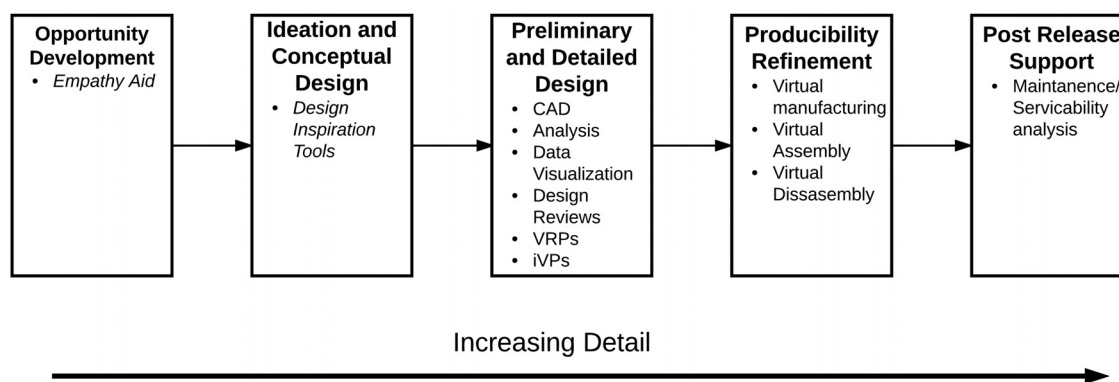 Opportunity
Development
• Empathy Aid
Ideation and
Conceptual
Design
• Design
Inspiration
Tools
Preliminary
and Detailed
Design
• CAD
• Analysis
• Data
Visualization
• Design
Reviews
• VRPs
• iVPs
Producibility
Refinement
• Virtual
manufacturing
• Virtual
Assembly
• Virtual
Dissasembly
Post Release
Support
• Maintanence/
Servicability
analysis
Increasing Detail